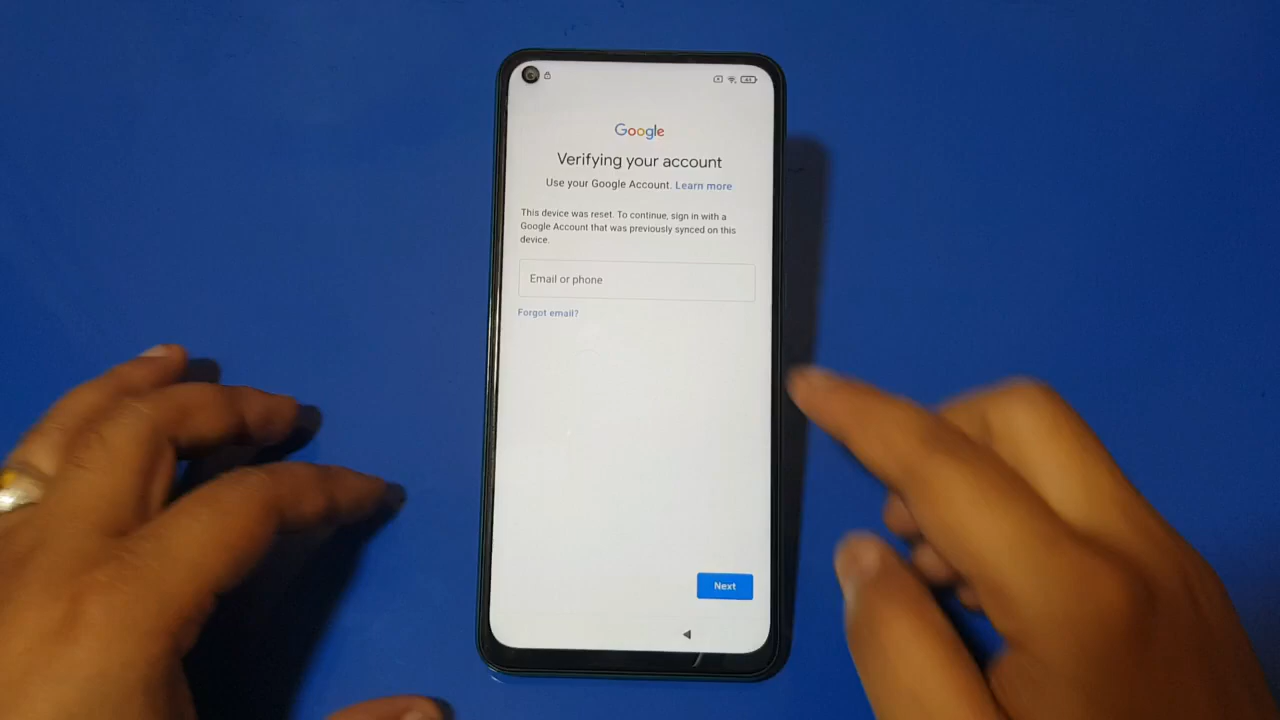 Google
Verifying your account
Use your Google Account. Learn more
This device was reset. To continue, sign in with a
Google Account that was previously synced on this
device.
Email or phone
Forgot email?
Next